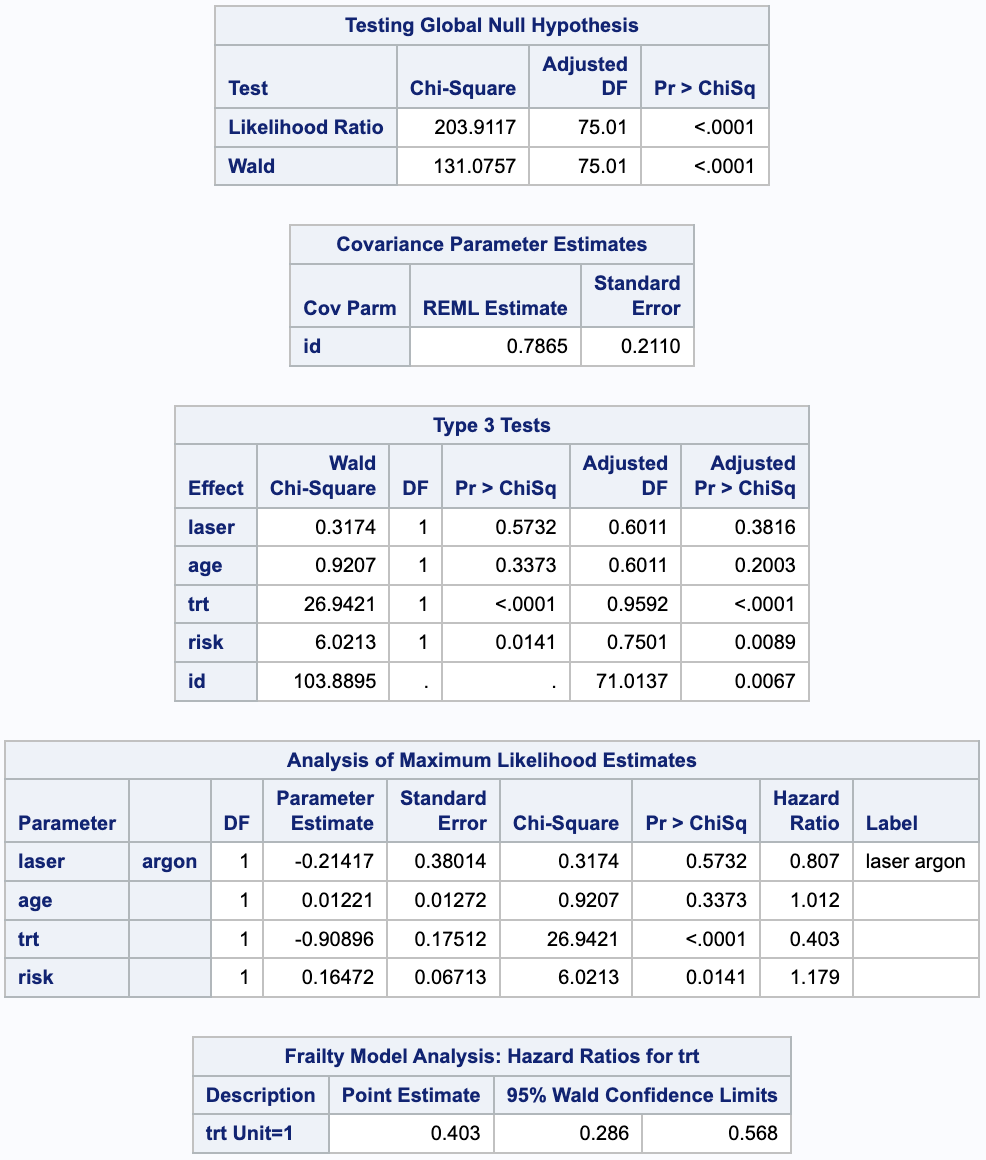 Testing Global Null Hypothesis
Test Chi-Square Adjusted DF Pr > ChiSq
Likelihood Ratio 203.9117 75.01 <.0001
Wald 131.0757 75.01 <.0001
Covariance Parameter Estimates
Cov Parm REML Estimate Standard Error
id 0.7865 0.2110
Type 3 Tests
Effect Wald Chi-Square DF Pr > ChiSq Adjusted DF Adjusted Pr > ChiSq
laser 0.3174 1 0.5732 0.6011 0.3816
age 0.9207 1 0.3373 0.6011 0.2003
trt 26.9421 1 <.0001 0.9592 <.0001
risk 6.0213 1 0.0141 0.7501 0.0089
id 103.8895 . . 71.0137 0.0067
Analysis of Maximum Likelihood Estimates
Parameter DF Parameter Estimate Standard Error Chi-Square Pr > ChiSq Hazard Ratio Label
laser argon 1 -0.21417 0.38014 0.3174 0.5732 0.807 laser argon
age 1 0.01221 0.01272 0.9207 0.3373 1.012
trt 1 -0.90896 0.17512 26.9421 <.0001 0.403
risk 1 0.16472 0.06713 6.0213 0.0141 1.179
Frailty Model Analysis: Hazard Ratios for trt
Description Point Estimate 95% Wald Confidence Limits
trt Unit=1 0.403 0.286 0.568